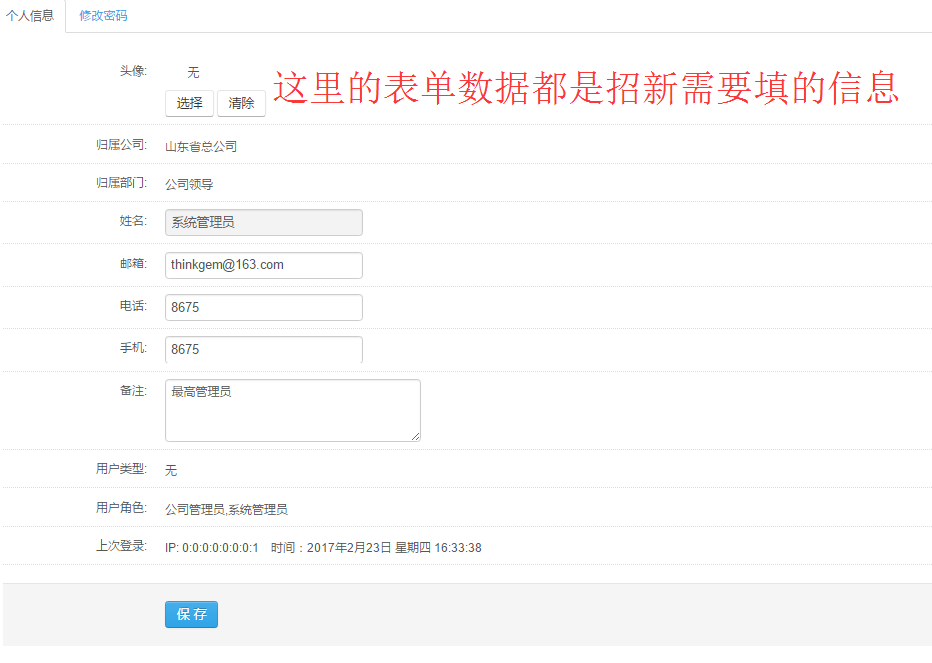 个人信息 修改密码
头像: 无
这里的表单数据都是招新需要填的信息
选择 清除
归属公司: 山东省总公司
归属部门: 公司领导
姓名: 系统管理员
邮箱: thinkgem@163.com
电话: 8675
手机: 8675
备注: 最高管理员
用户类型: 无
用户角色: 公司管理员,系统管理员
上次登录: IP: 0:0:0:0:0:0:0:1 时间：2017年2月23日 星期四 16:33:38
保 存